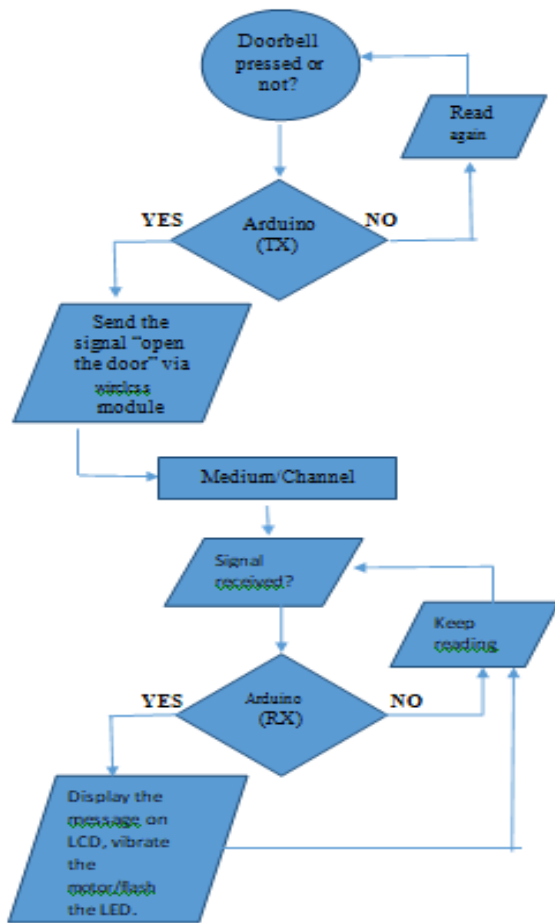 Doorbell
pressed or
not?
Read
again
YES
NO
Arduino
(TX)
Send the
signal “open
the door” via
wireless
module
Medium/Channel
Signal
received?
Keep
reading
YES
NO
Arduino
(RX)
Display the
message on
LCD, vibrate
the
motor/flash
the LED.